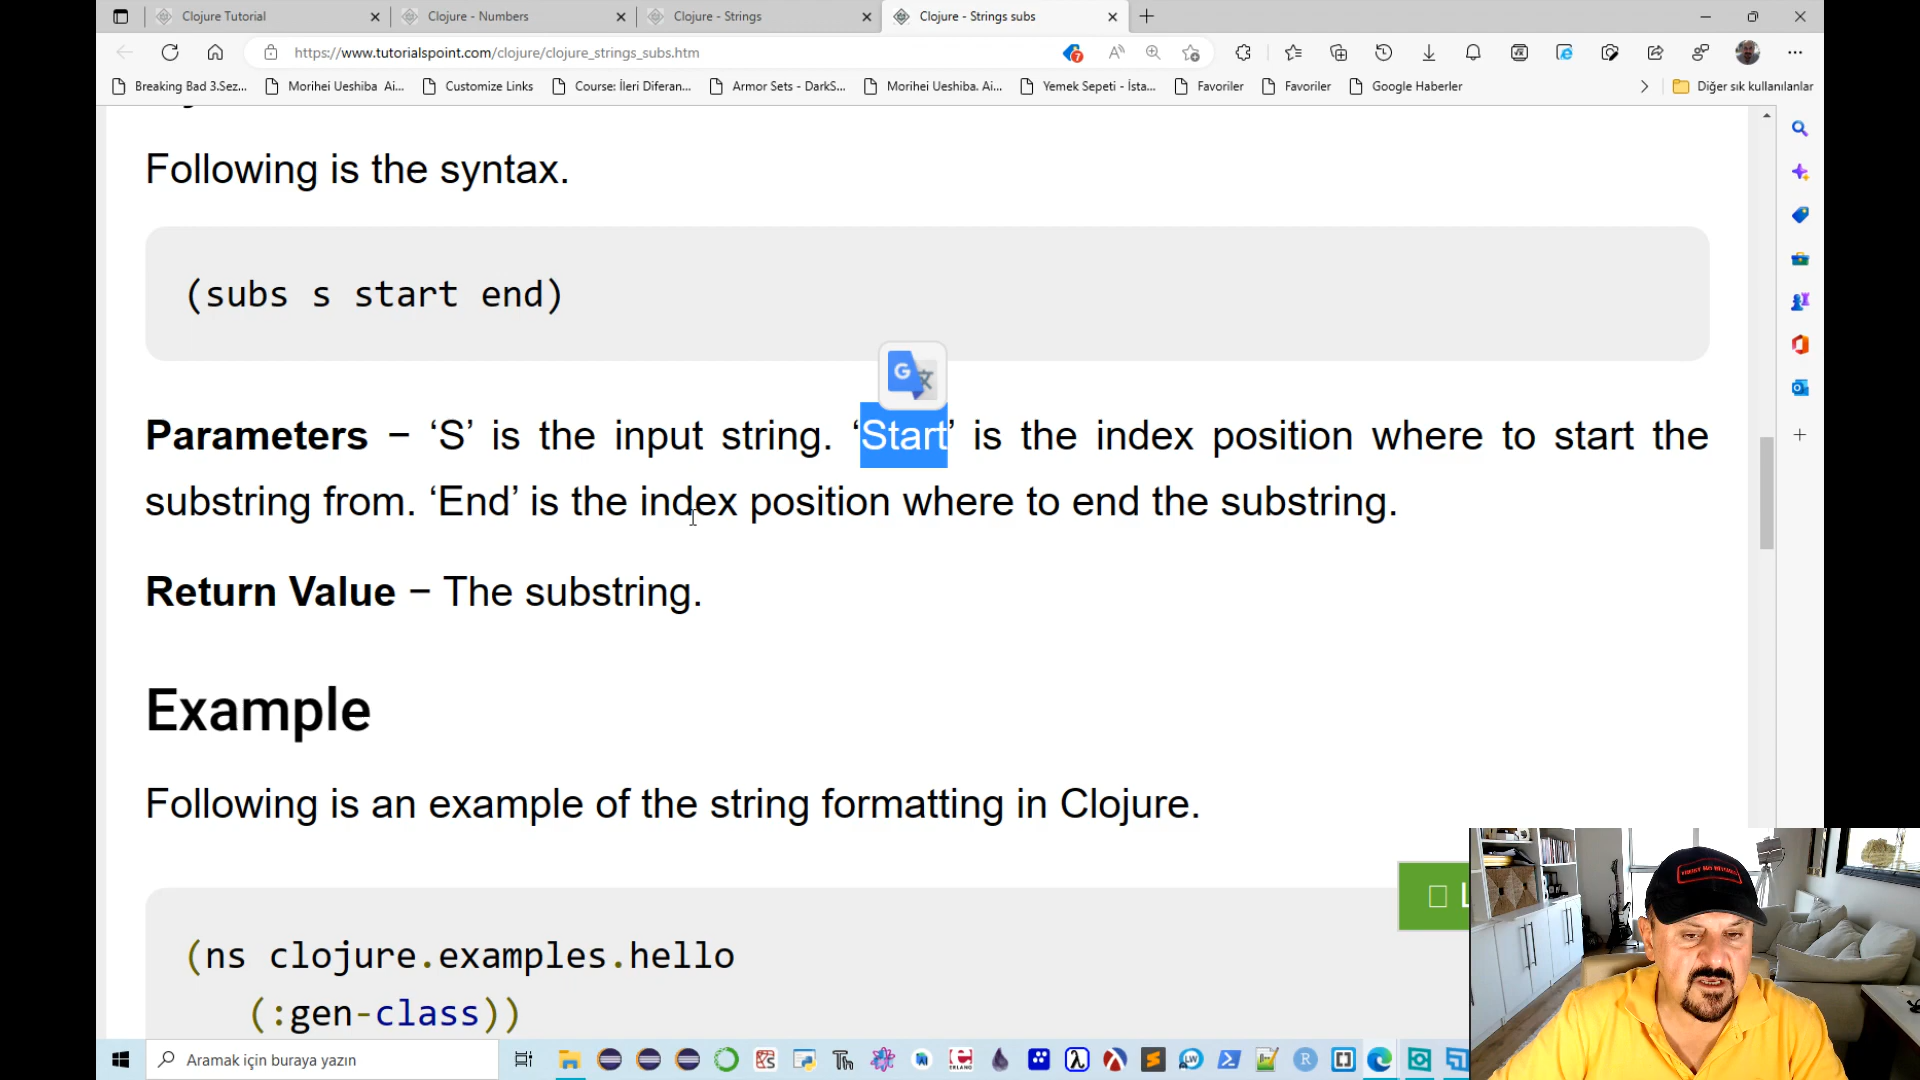 Clojure Tutorial
Clojure - Numbers
Clojure - Strings
Clojure - Strings subs
https://www.tutorialspoint.com/clojure/clojure_strings_subs.htm
Breaking Bad 3.Sez...
Morihei Ueshiba Ai...
Customize Links
Course: İleri Diferan...
Armor Sets - DarkS...
Morihei Ueshiba. Ai...
Yemek Sepeti - İsta...
Favoriler
Favoriler
Google Haberler
Diğer sık kullanılanlar
Following is the syntax.
(subs s start end)
Parameters − ‘S’ is the input string. ‘Start’ is the index position where to start the
substring from. ‘End’ is the index position where to end the substring.
Return Value − The substring.
Example
Following is an example of the string formatting in Clojure.
(ns clojure.examples.hello
(:gen-class))
Aramak için buraya yazın